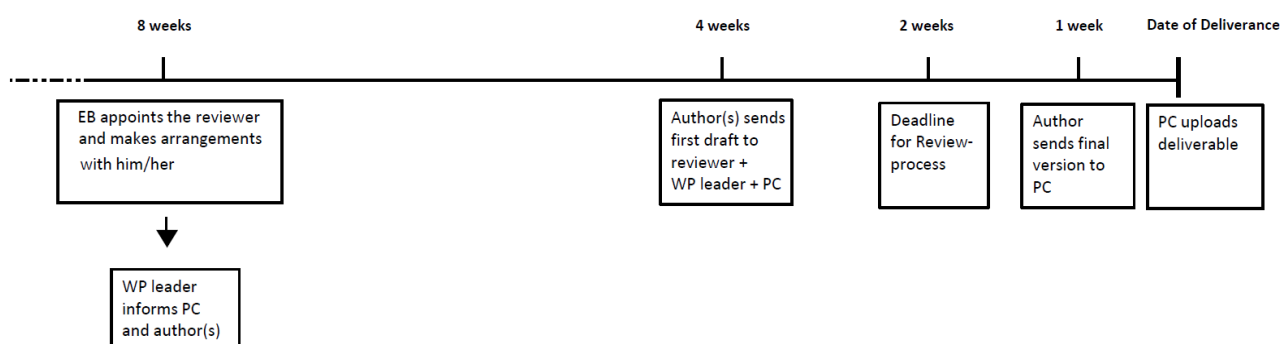 8 weeks
4 weeks
2 weeks
1 week
Date of Deliverance
EB appoints the reviewer
and makes arrangements
with him/her
Author(s) sends
first draft to
reviewer +
WP leader + PC
Deadline
for Review-
process
Author
sends final
version to
PC
PC uploads
deliverable
WP leader
informs PC
and author(s)